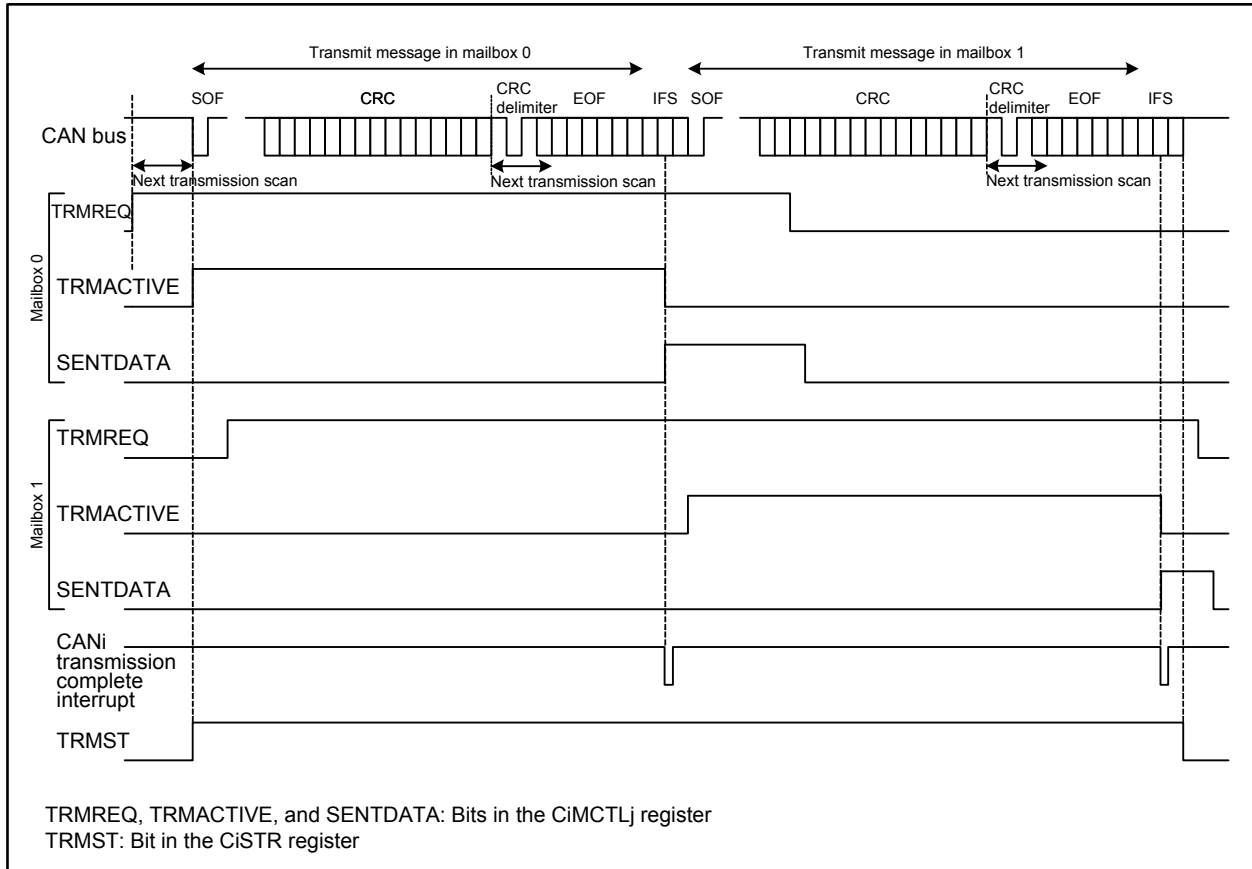 Transmit message in mailbox 0
Transmit message in mailbox 1
SOF
CRC
CRC
delimiter
EOF
IFS
SOF
CRC
CRC
delimiter
EOF
IFS
CAN bus
Next transmission scan
Next transmission scan
Next transmission scan
Mailbox 0
TRMREQ
TRMACTIVE
SENTDATA
Mailbox 1
TRMREQ
TRMACTIVE
SENTDATA
CANi
transmission
complete
interrupt
TRMST
TRMREQ, TRMACTIVE, and SENTDATA: Bits in the CiMCTLj register
TRMST: Bit in the CiSTR register